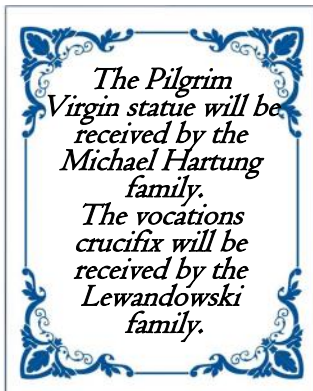 The Pilgrim
Virgin statue will be
received by the
Michael Hartung
family.
The vocations
crucifix will be
received by the
Lewandowski
family.